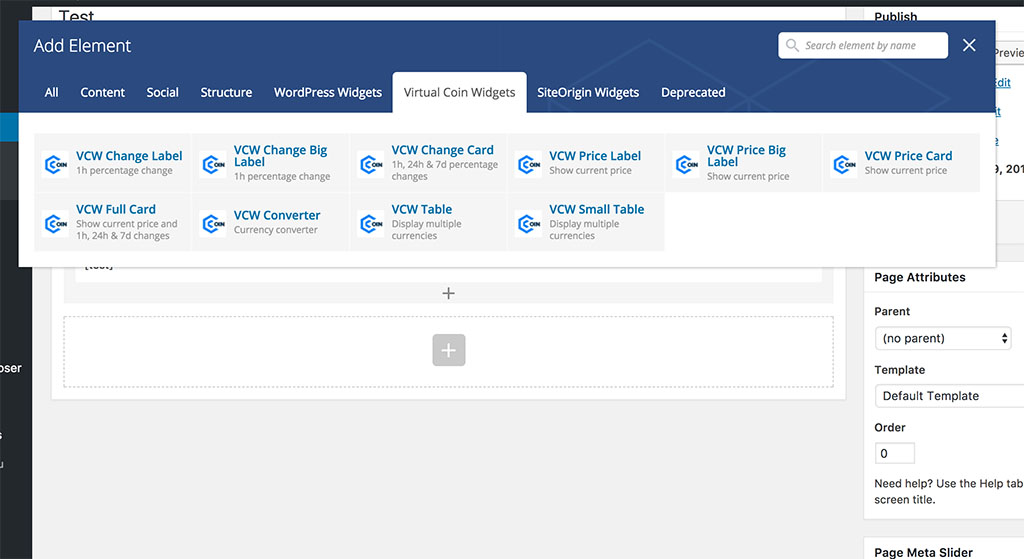 Test
Publish
Add Element
Search element by name
Preview
All Content Social Structure WordPress Widgets Virtual Coin Widgets SiteOrigin Widgets Deprecated
Edit
COIN VCW Change Label
1h percentage change
COIN VCW Change Big
Label
1h percentage change
COIN VCW Change Card
1h, 24h & 7d percentage
changes
COIN VCW Price Label
Show current price
COIN VCW Price Big
Label
Show current price
COIN VCW Price Card
Show current price
9, 201
COIN VCW Full Card
Show current price and
1h, 24h & 7d changes
COIN VCW Converter
Currency converter
COIN VCW Table
Display multiple
currencies
COIN VCW Small Table
Display multiple
currencies
[test]
+
+
oser
s
u
Page Attributes
Parent
(no parent)
Template
Default Template
Order
0
Need help? Use the Help tab
screen title.
Page Meta Slider